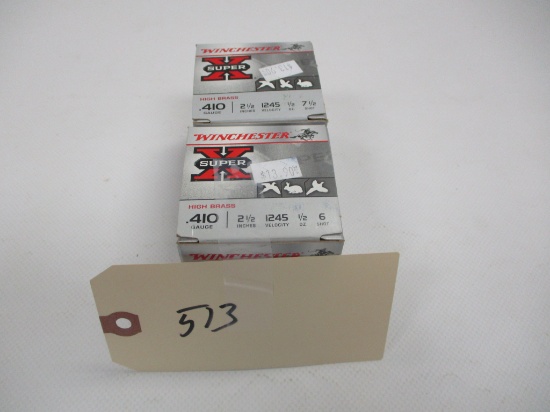 WINCHESTER
SUPER X
HIGH BRASS
.410 2 1/2 1245 1/2 7 1/2
GAUGE INCHES VELOCITY OZ SHOT
WINCHESTER
SUPER X
$13.99
HIGH BRASS
.410 2 1/2 1245 1/2 6
GAUGE INCHES VELOCITY OZ SHOT
WINCHESTER
573